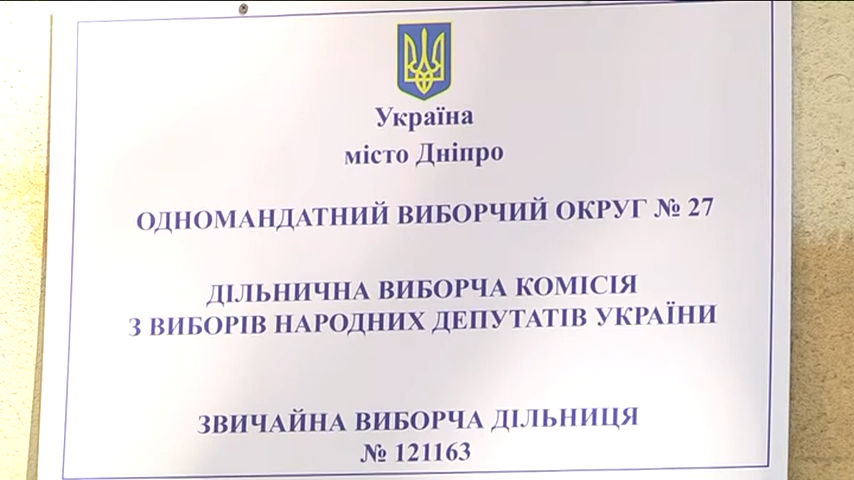 Україна
місто Дніпро
ОДНОМАНДАТНИЙ ВИБОРЧИЙ ОКРУГ № 27
ДІЛЬНИЧНА ВИБОРЧА КОМІСІЯ
З ВИБОРІВ НАРОДНИХ ДЕПУТАТІВ УКРАЇНИ
ЗВИЧАЙНА ВИБОРЧА ДІЛЬНИЦЯ
№ 121163